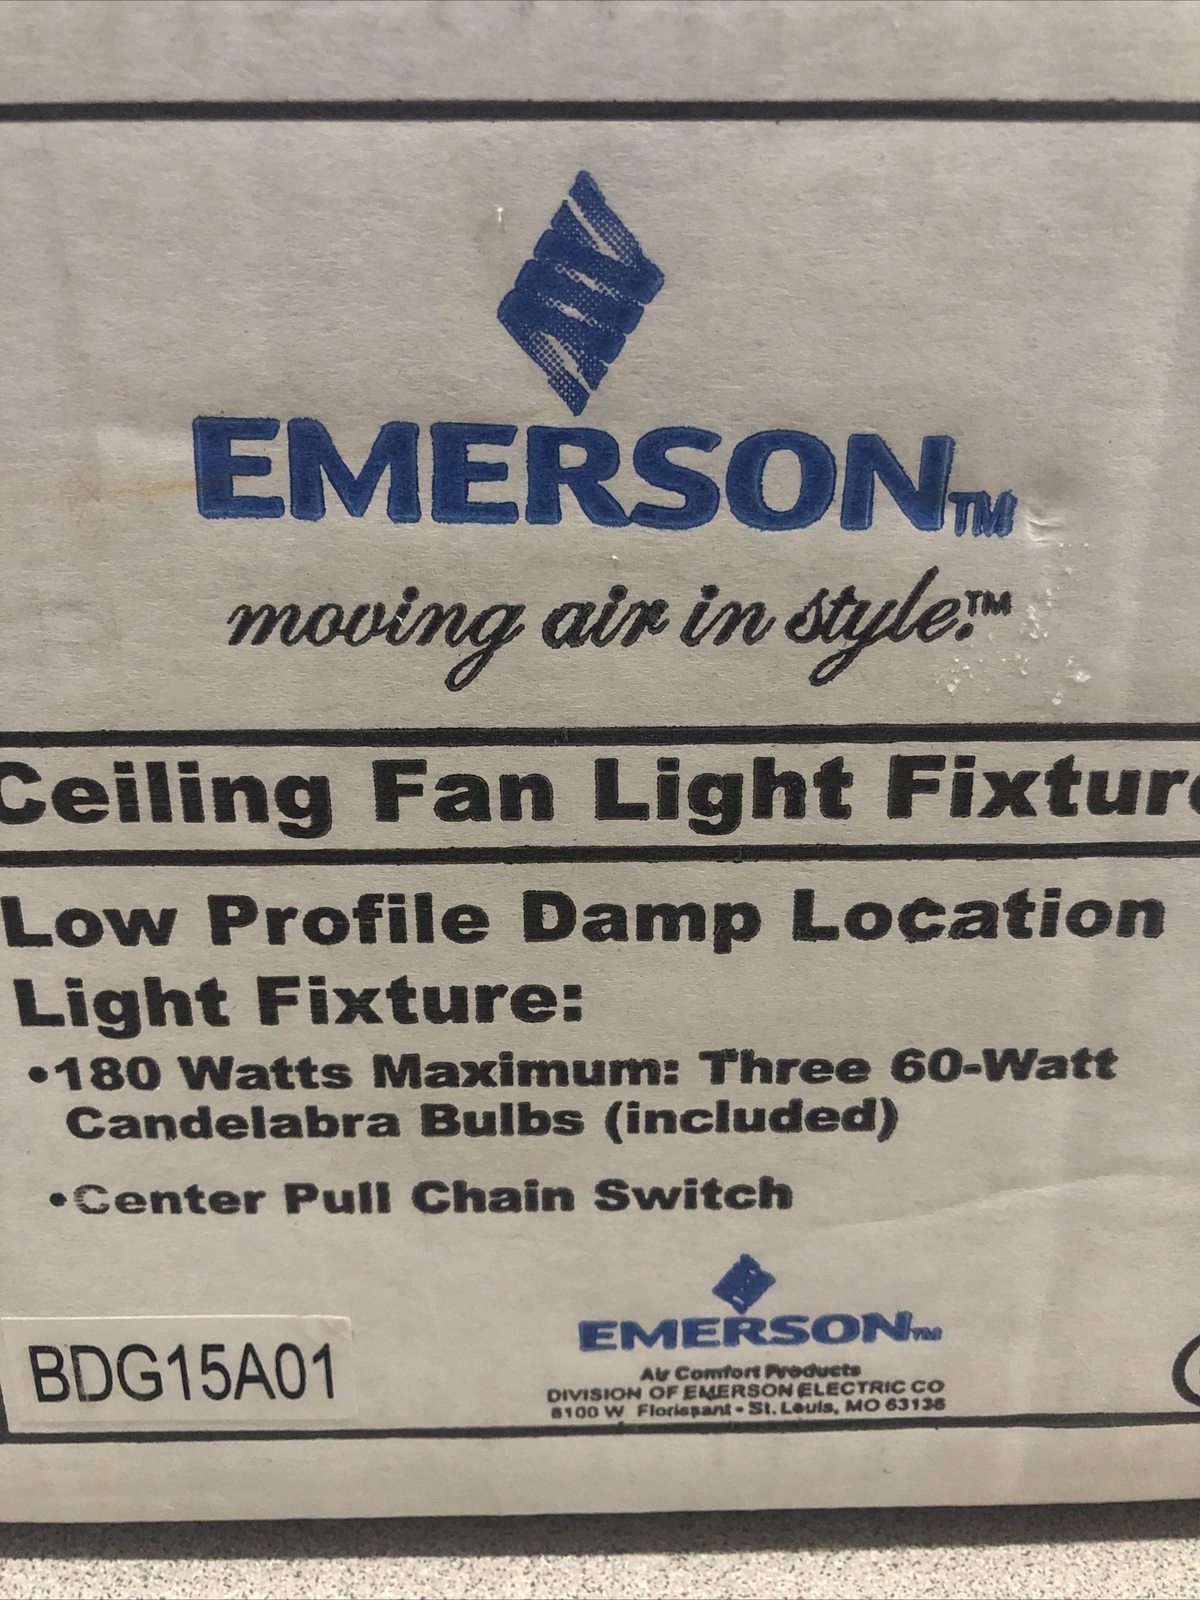 EMERSON™
moving air in style.™
Ceiling Fan Light Fixture
Low Profile Damp Location
Light Fixture:
•180 Watts Maximum: Three 60-Watt
Candelabra Bulbs (included)
•Center Pull Chain Switch
EMERSON™
Air Comfort Products
DIVISION OF EMERSON ELECTRIC CO
8100 W Florissant • St. Louis, MO 63136
BDG15A01